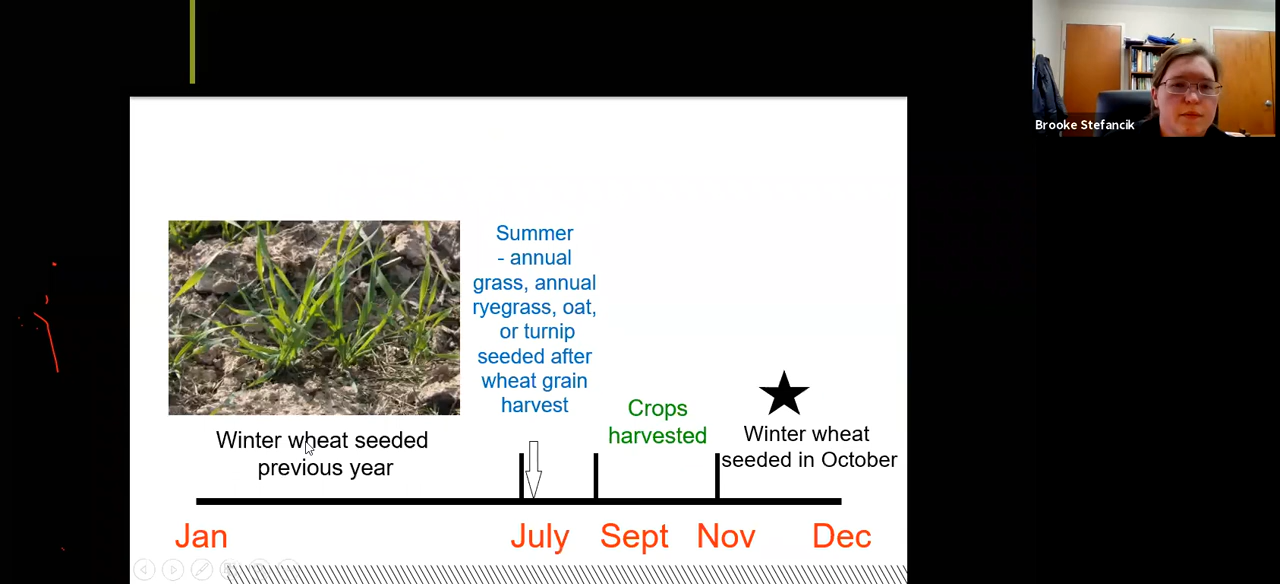 Brooke Stefancik
Summer
- annual
grass, annual
ryegrass, oat,
or turnip
seeded after
wheat grain
harvest
Crops
harvested
Winter wheat seeded
previous year
Winter wheat
seeded in October
Jan
July
Sept
Nov
Dec